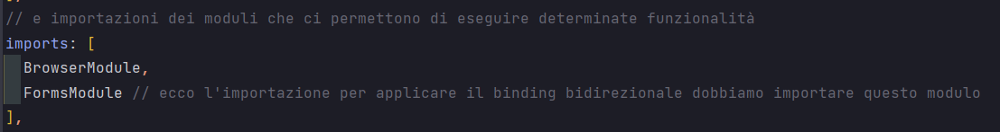 // e importazioni dei moduli che ci permettono di eseguire determinate funzionalità
imports: [
BrowserModule,
FormsModule // ecco l'importazione per applicare il binding bidirezionale dobbiamo importare questo modulo
],